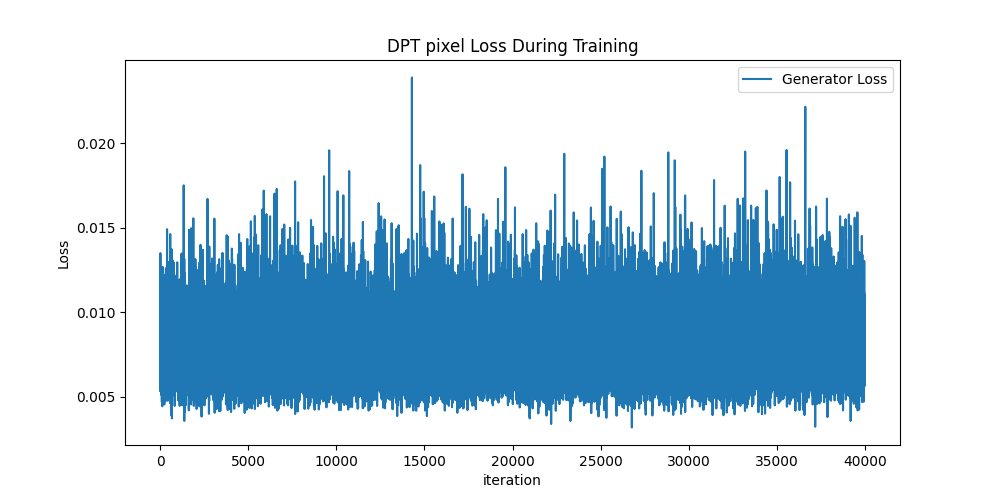 DPT pixel Loss During Training
Generator Loss
Loss
0.020
0.015
0.010
0.005
0 5000 10000 15000 20000 25000 30000 35000 40000
iteration